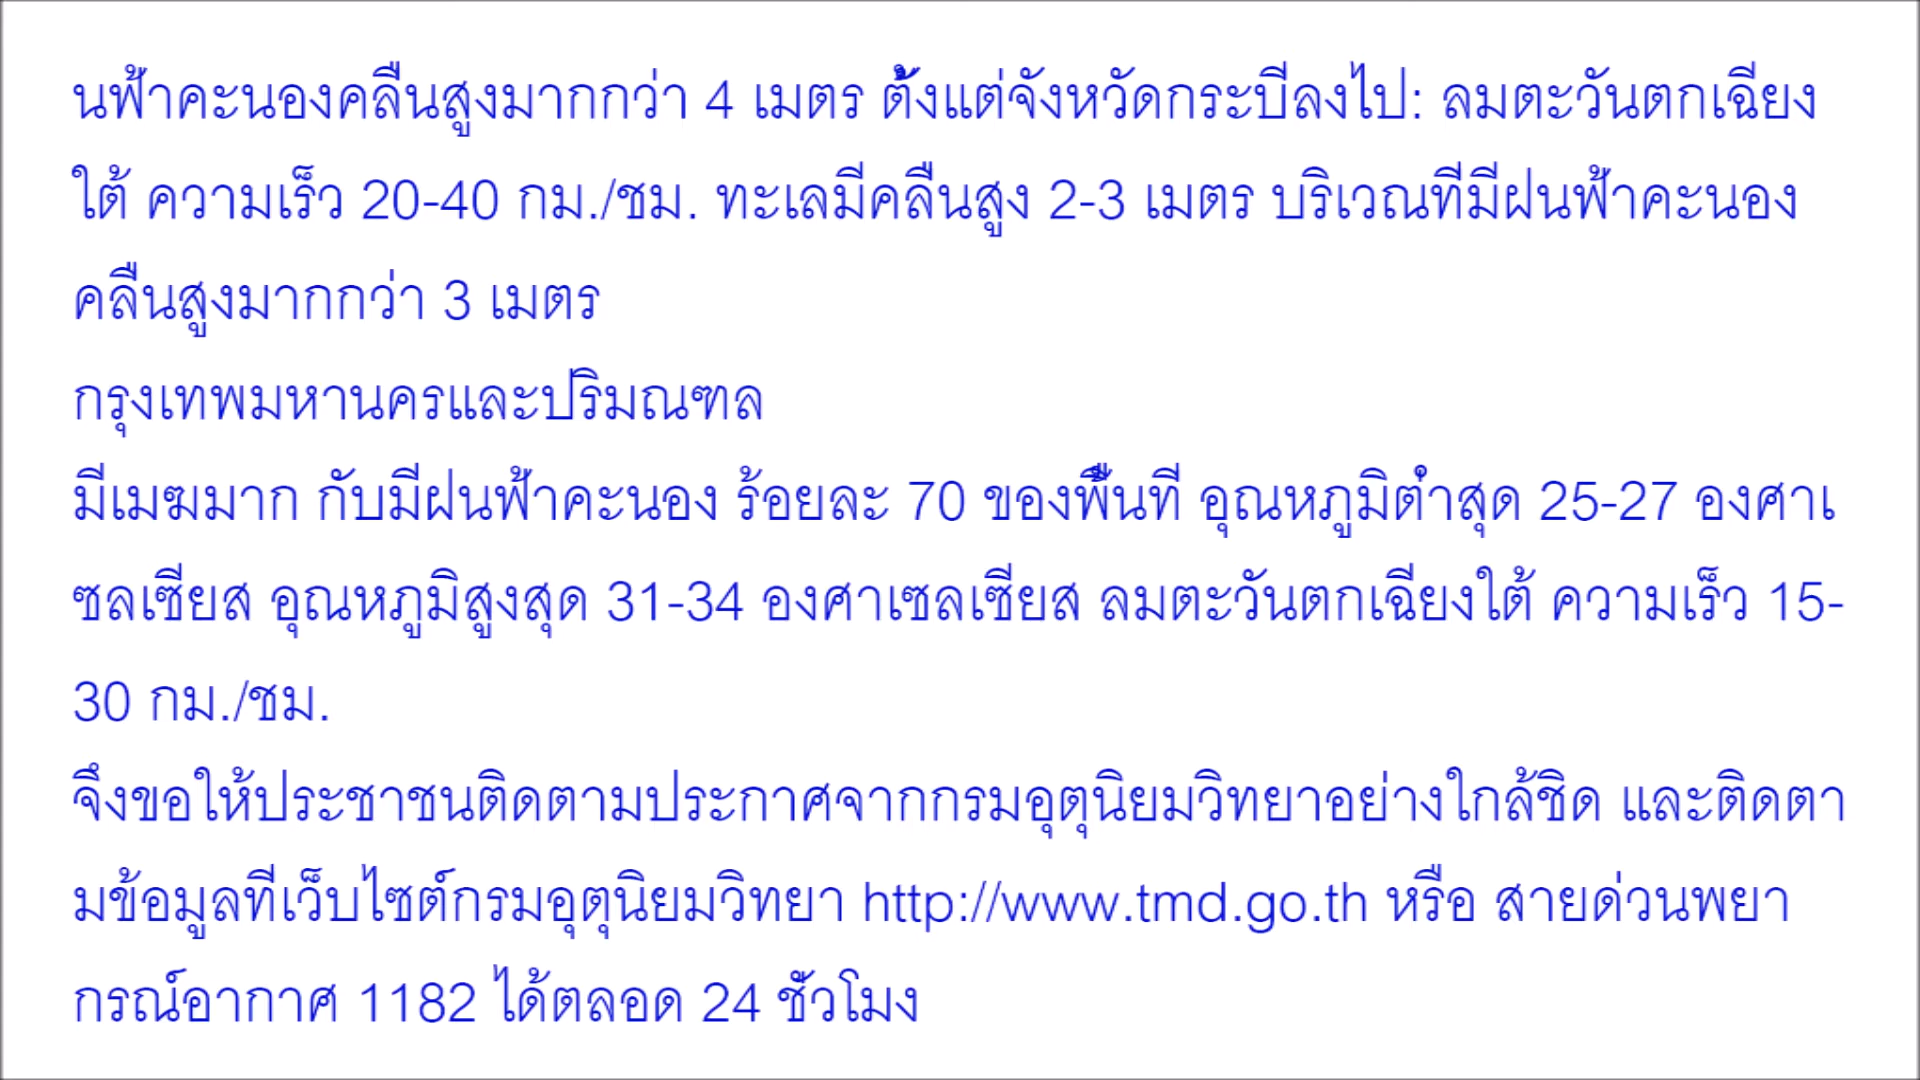 นฟ้าคะนองคลื่นสูงมากกว่า 4 เมตร ตั้งแต่จังหวัดกระบี่ลงไป: ลมตะวันตกเฉียง
ใต้ ความเร็ว 20-40 กม./ชม. ทะเลมีคลื่นสูง 2-3 เมตร บริเวณที่มีฝนฟ้าคะนอง
คลื่นสูงมากกว่า 3 เมตร
กรุงเทพมหานครและปริมณฑล
มีเมฆมาก กับมีฝนฟ้าคะนอง ร้อยละ 70 ของพื้นที่ อุณหภูมิต่ำสุด 25-27 องศาเ
ซลเซียส อุณหภูมิสูงสุด 31-34 องศาเซลเซียส ลมตะวันตกเฉียงใต้ ความเร็ว 15-
30 กม./ชม.
จึงขอให้ประชาชนติดตามประกาศจากกรมอุตุนิยมวิทยาอย่างใกล้ชิด และติดตา
มข้อมูลที่เว็บไซต์กรมอุตุนิยมวิทยา http://www.tmd.go.th หรือ สายด่วนพยา
กรณ์อากาศ 1182 ได้ตลอด 24 ชั่วโมง